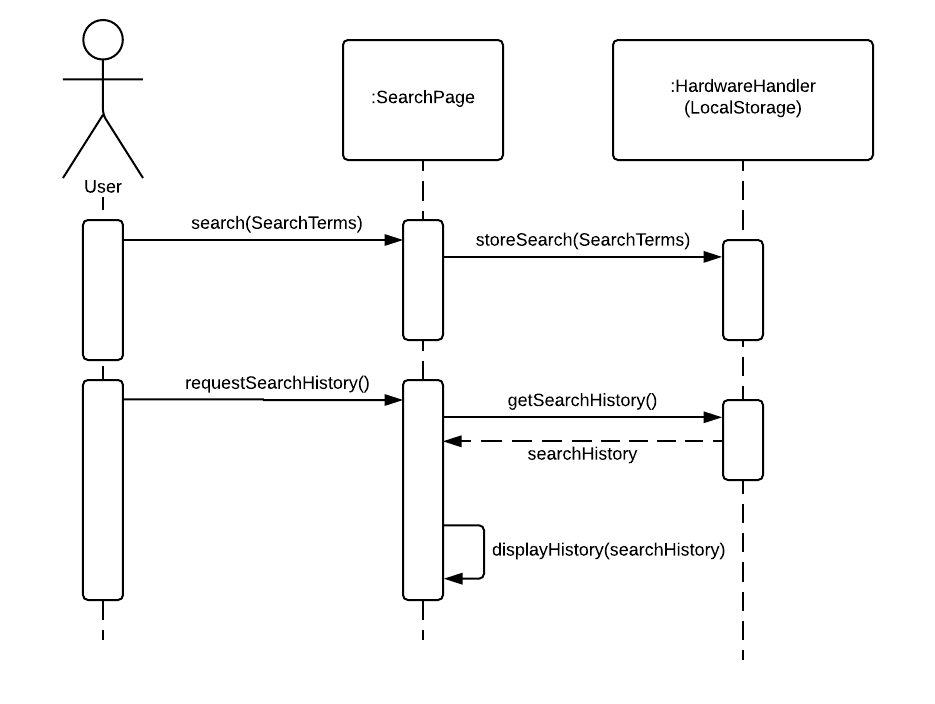 :SearchPage
:HardwareHandler
(LocalStorage)
User
search(SearchTerms)
storeSearch(SearchTerms)
requestSearchHistory()
getSearchHistory()
searchHistory
displayHistory(searchHistory)